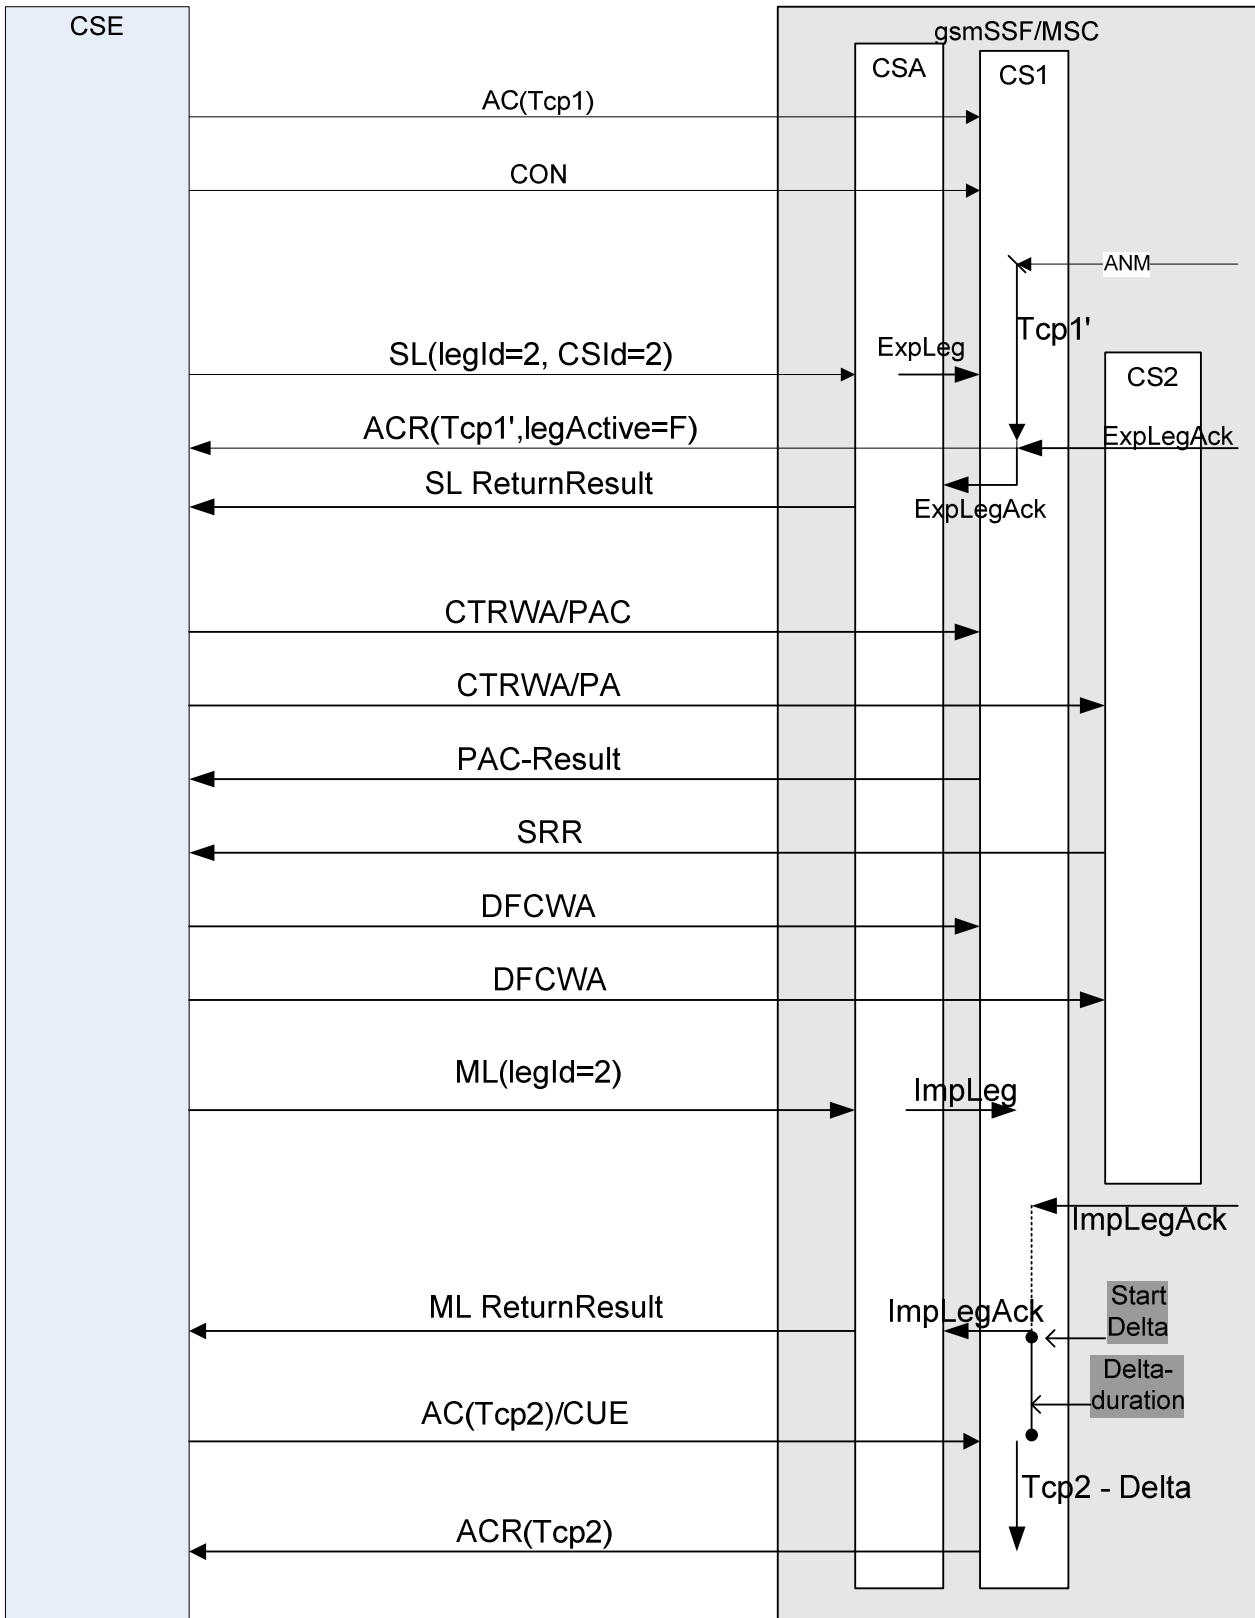 CSE
gsmSSF/MSC
CSA
CS1
AC(Tcp1)
CON
ANM
Tcp1'
SL(legId=2, CSId=2)
ExpLeg
CS2
ACR(Tcp1',legActive=F)
ExpLegAck
SL ReturnResult
ExpLegAck
CTRWA/PAC
CTRWA/PA
PAC-Result
SRR
DFCWA
DFCWA
ML(legId=2)
ImpLeg
ImpLegAck
ML ReturnResult
ImpLegAck
Start
Delta
Delta-
duration
AC(Tcp2)/CUE
Tcp2 - Delta
ACR(Tcp2)